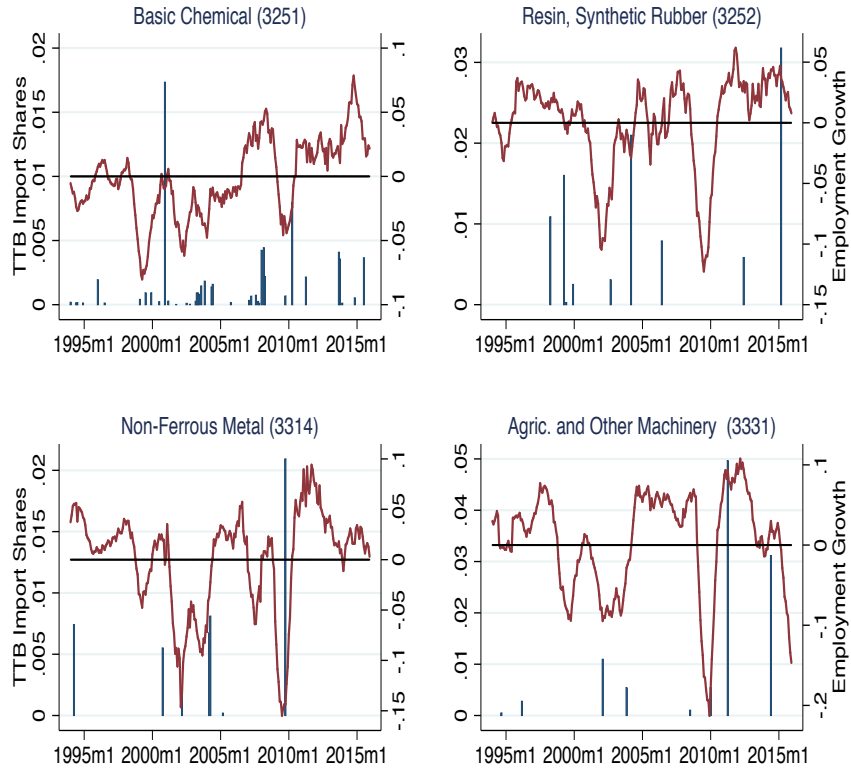 Basic Chemical (3251)
TTB Import Shares
0 .005 .01 .015 .02
-.1 -.05 0 .05 .1
1995m1 2000m1 2005m1 2010m1 2015m1
Resin, Synthetic Rubber (3252)
0 .01 .02 .03
-.15 -.1 -.05 0 .05
Employment Growth
1995m1 2000m1 2005m1 2010m1 2015m1
Non-Ferrous Metal (3314)
TTB Import Shares
0 .005 .01 .015 .02
-.15 -.1 -.05 0 .05 .1
1995m1 2000m1 2005m1 2010m1 2015m1
Agric. and Other Machinery (3331)
0 .01 .02 .03 .04 .05
-.2 -.1 0 .1
Employment Growth
1995m1 2000m1 2005m1 2010m1 2015m1